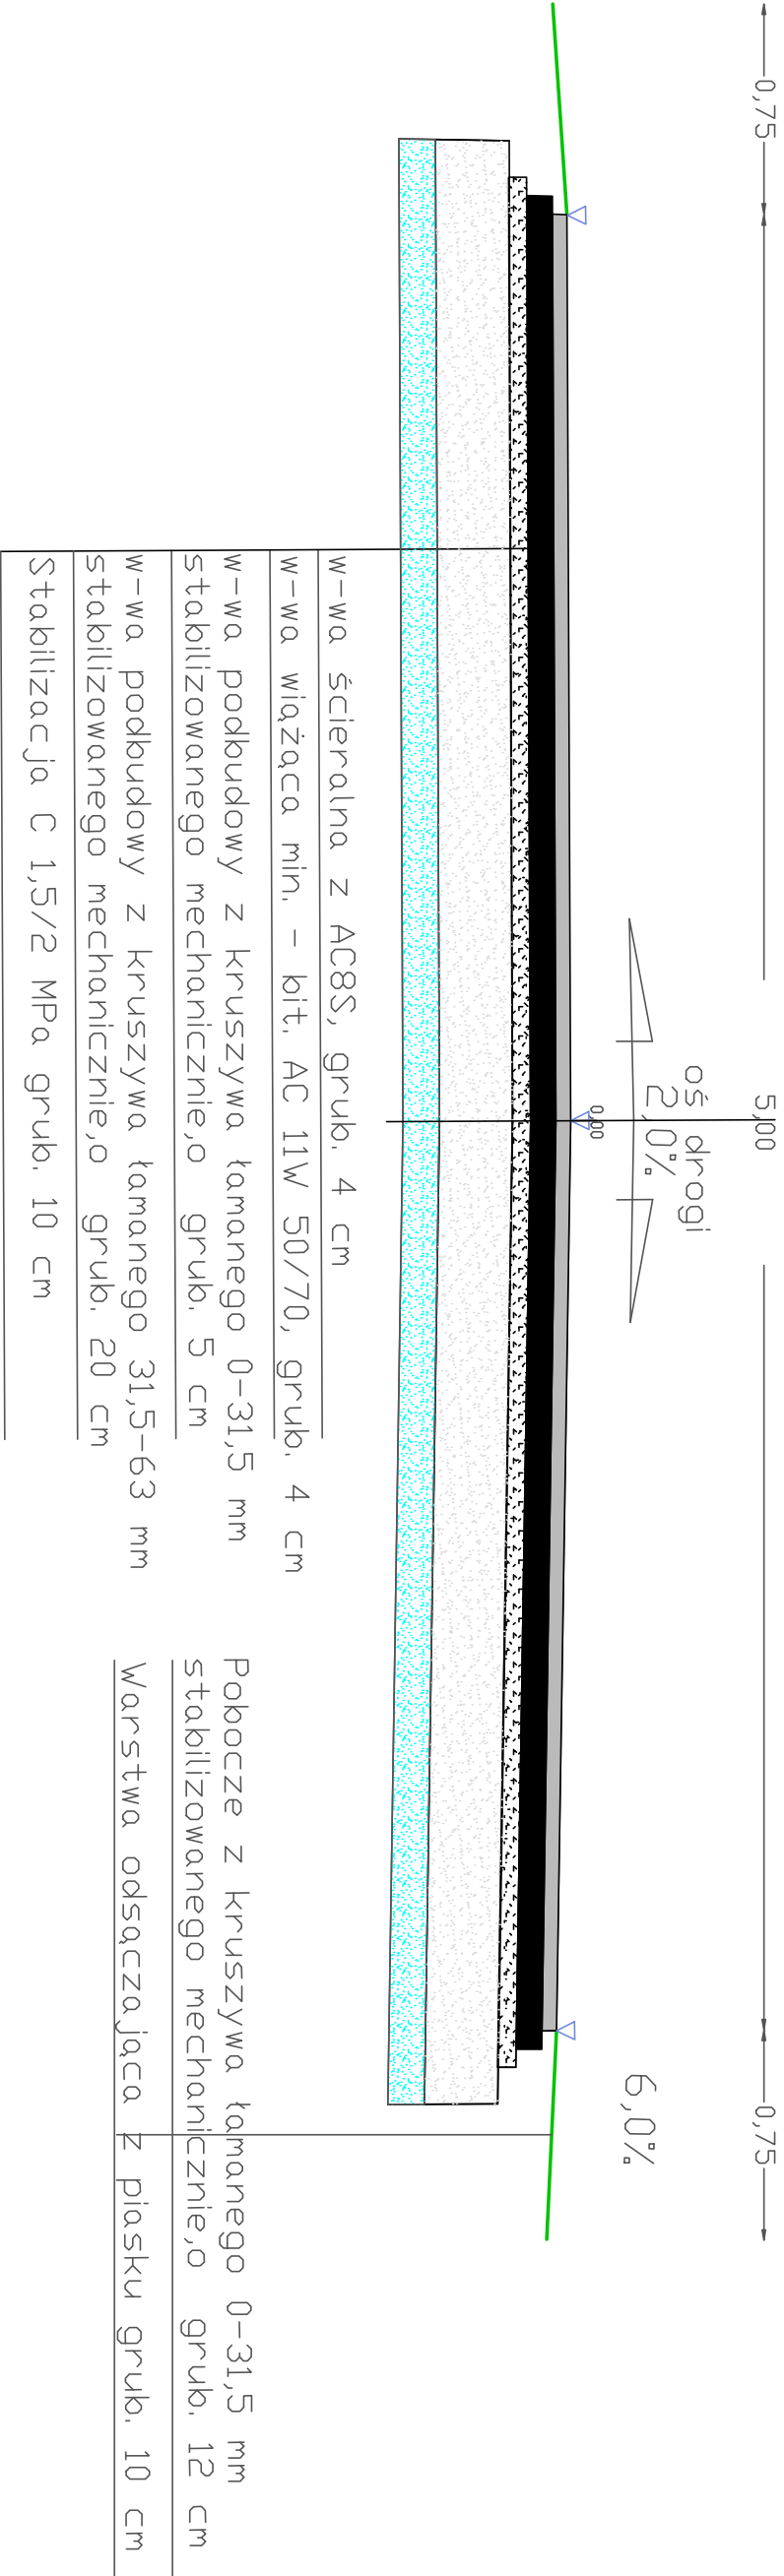 0,75
5,00
0,75
oś drogi
2,0%
6,0%
0,00
w-wa ścieralna z AC8S, grub. 4 cm
w-wa wiążąca min. - bit. AC 11W 50/70, grub. 4 cm
w-wa podbudowy z kruszywa łamanego 0-31,5 mm
stabilizowanego mechanicznie,o grub. 5 cm
w-wa podbudowy z kruszywa łamanego 31,5-63 mm
stabilizowanego mechanicznie,o grub. 20 cm
Stabilizacja C 1,5/2 MPa grub. 10 cm
Pobocze z kruszywa łamanego 0-31,5 mm
stabilizowanego mechanicznie,o grub. 12 cm
Warstwa odsączająca z piasku grub. 10 cm